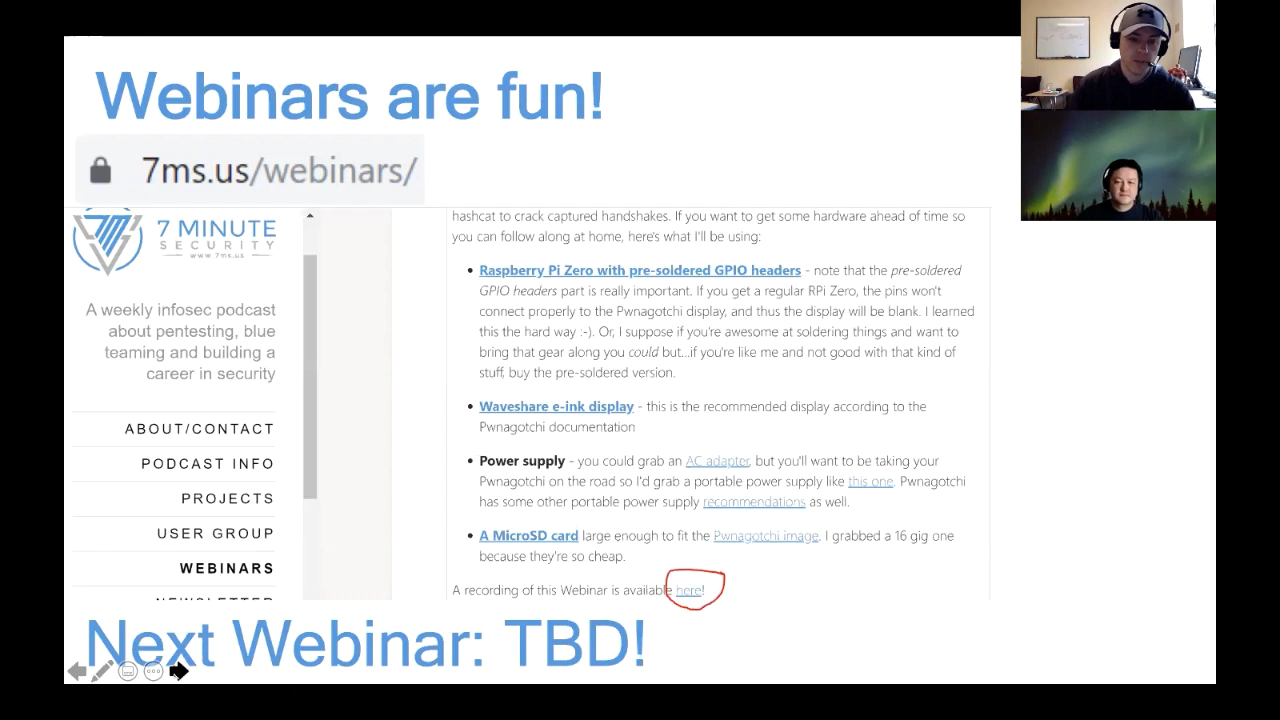 Webinars are fun!
7ms.us/webinars/
7 MINUTE
SECURITY
www.7ms.us
A weekly infosec podcast
about pentesting, blue
teaming and building a
career in security
ABOUT/CONTACT
PODCAST INFO
PROJECTS
USER GROUP
WEBINARS
NEWSLETTER
hashcat to crack captured handshakes. If you want to get some hardware ahead of time so
you can follow along at home, here's what I'll be using:
• Raspberry Pi Zero with pre-soldered GPIO headers - note that the pre-soldered
GPIO headers part is really important. If you get a regular RPi Zero, the pins won't
connect properly to the Pwnagotchi display, and thus the display will be blank. I learned
this the hard way :-). Or, I suppose if you're awesome at soldering things and want to
bring that gear along you could but...if you're like me and not good with that kind of
stuff, buy the pre-soldered version.
• Waveshare e-ink display - this is the recommended display according to the
Pwnagotchi documentation
• Power supply - you could grab an AC adapter, but you'll want to be taking your
Pwnagotchi on the road so I'd grab a portable power supply like this one. Pwnagotchi
has some other portable power supply recommendations as well.
• A MicroSD card large enough to fit the Pwnagotchi image. I grabbed a 16 gig one
because they're so cheap.
A recording of this Webinar is available here!
Next Webinar: TBD!